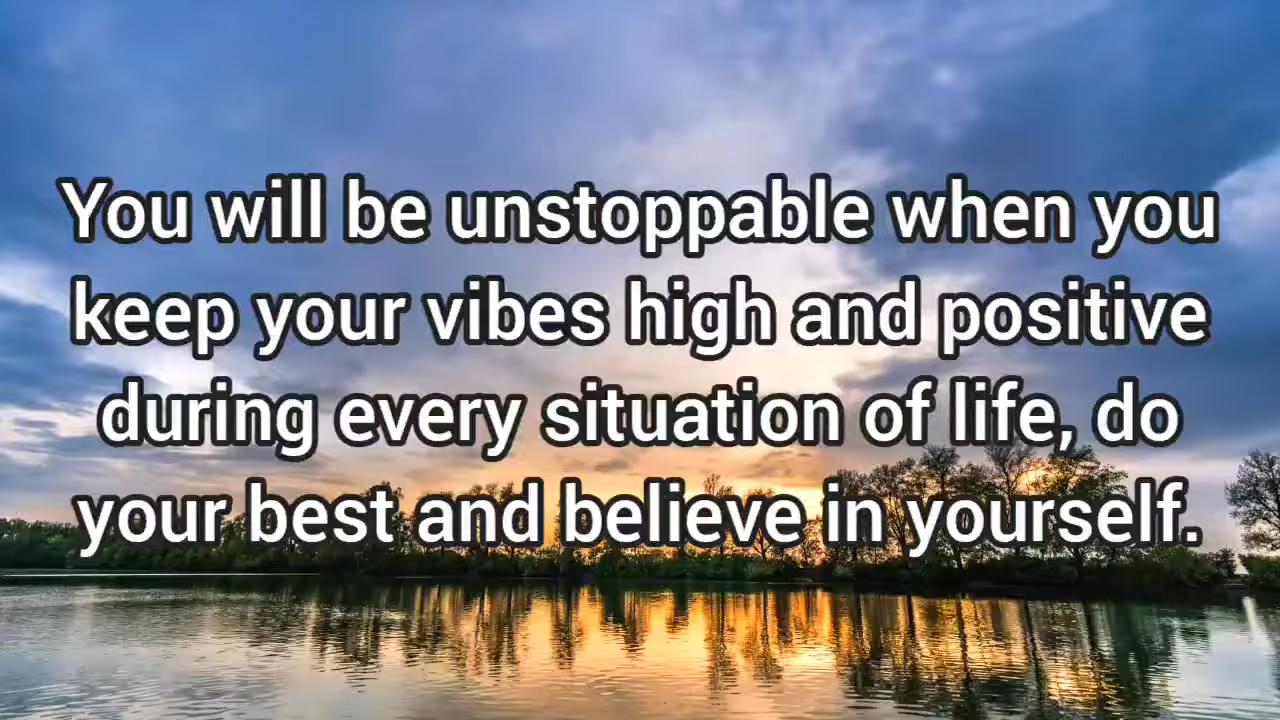 You will be unstoppable when you
keep your vibes high and positive
during every situation of life, do
your best and believe in yourself.